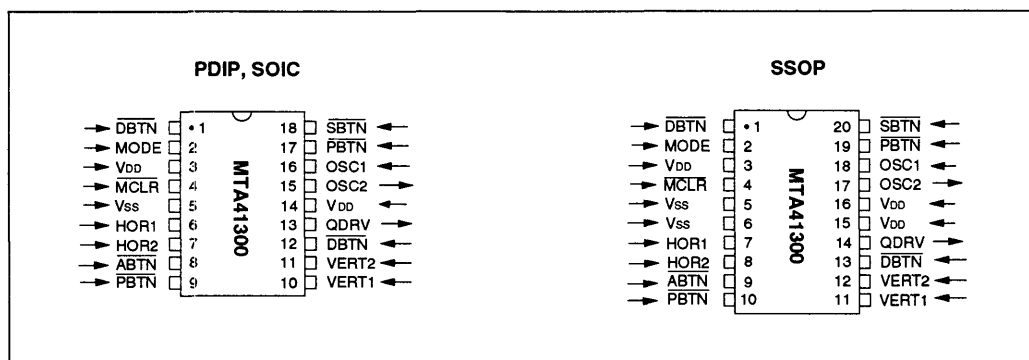 PDIP, SOIC
DBTN • 1 18 SBTN
MODE 2 17 PBTN
VDD 3 16 OSC1
MCLR 4 15 OSC2
VSS 5 14 VDD
HOR1 6 13 QDRV
HOR2 7 12 DBTN
ABTN 8 11 VERT2
PBTN 9 10 VERT1
MTA41300
SSOP
DBTN • 1 20 SBTN
MODE 2 19 PBTN
VDD 3 18 OSC1
MCLR 4 17 OSC2
VSS 5 16 VDD
VSS 6 15 VDD
HOR1 7 14 QDRV
HOR2 8 13 DBTN
ABTN 9 12 VERT2
PBTN 10 11 VERT1
MTA41300